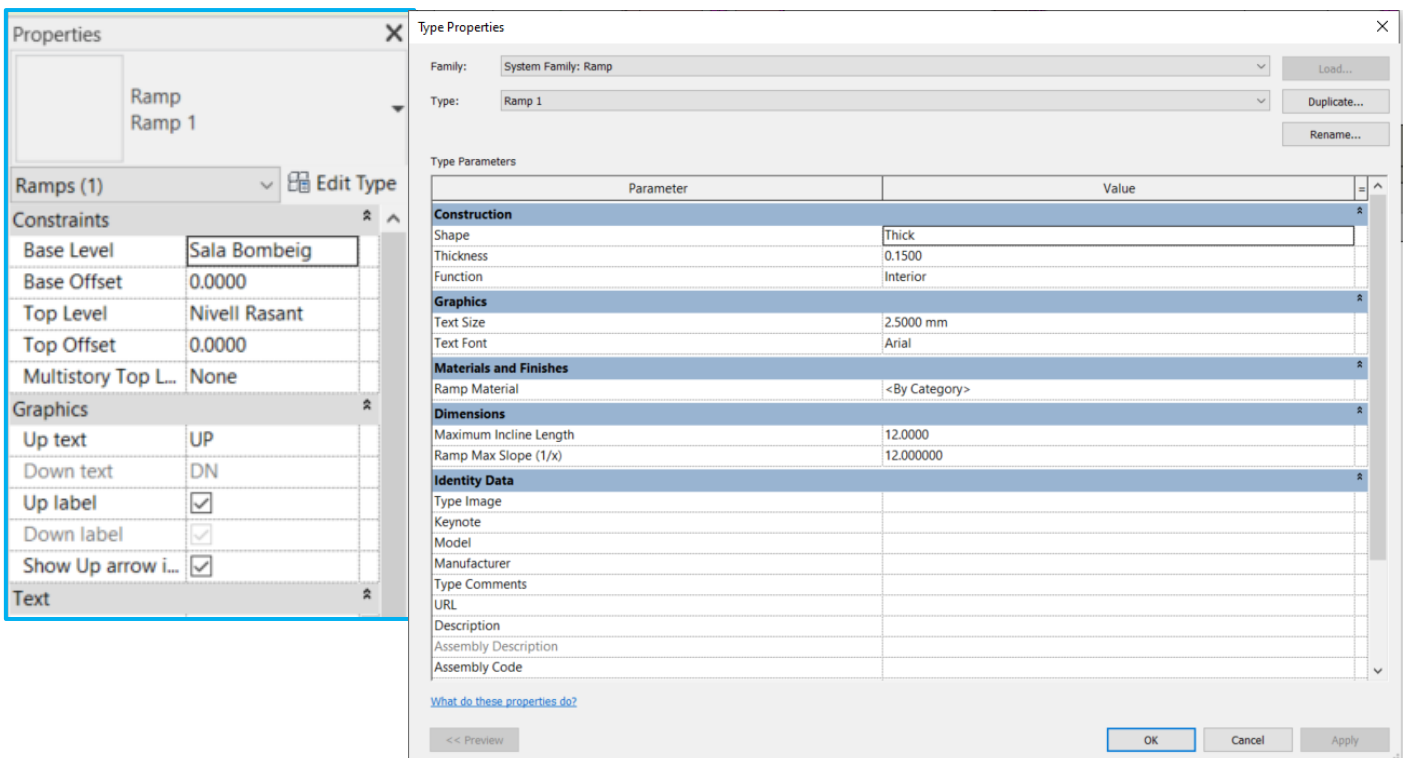 Properties
Ramp
Ramp 1
Ramps (1)
Edit Type
Constraints
Base Level Sala Bombeig
Base Offset 0.0000
Top Level Nivell Rasant
Top Offset 0.0000
Multistory Top L... None
Graphics
Up text UP
Down text DN
Up label
Down label
Show Up arrow i...
Text
Type Properties
Family: System Family: Ramp Load...
Type: Ramp 1 Duplicate...
Rename...
Type Parameters
Parameter Value =
Construction
Shape Thick
Thickness 0.1500
Function Interior
Graphics
Text Size 2.5000 mm
Text Font Arial
Materials and Finishes
Ramp Material <By Category>
Dimensions
Maximum Incline Length 12.0000
Ramp Max Slope (1/x) 12.000000
Identity Data
Type Image
Keynote
Model
Manufacturer
Type Comments
URL
Description
Assembly Description
Assembly Code
What do these properties do?
<< Preview OK Cancel Apply